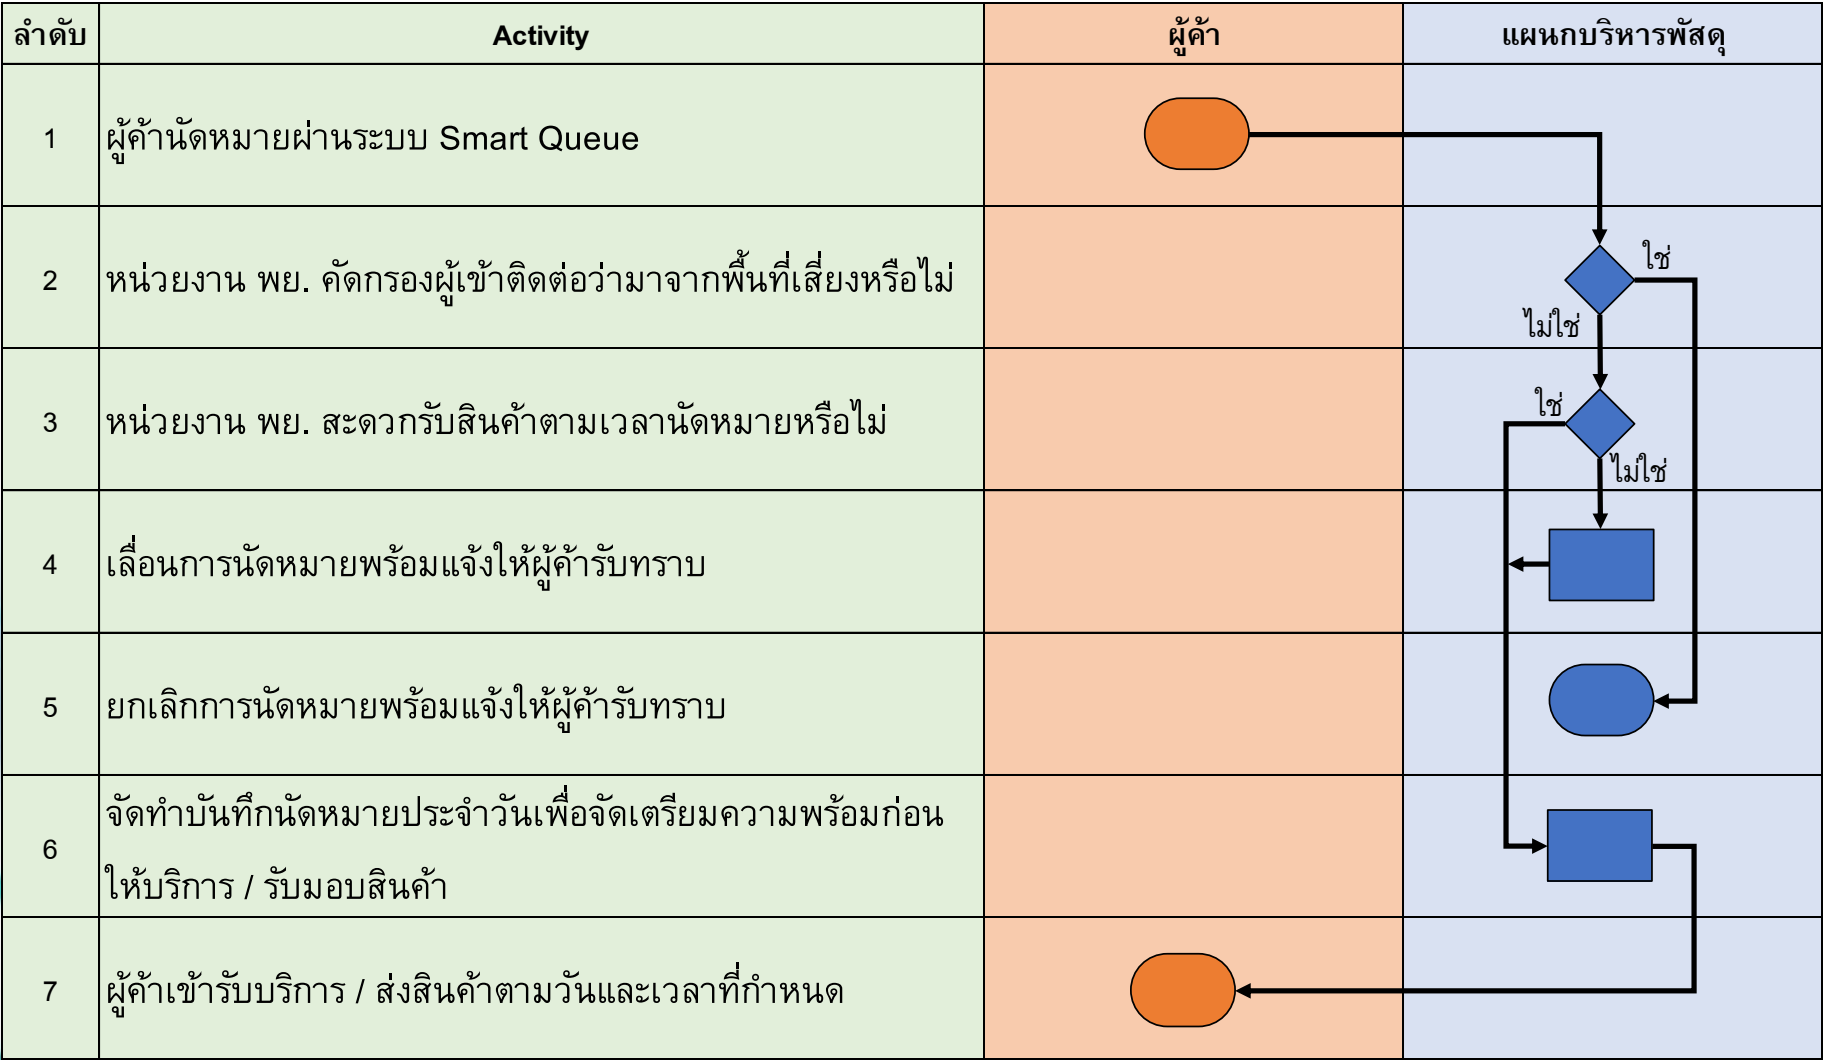 ลำดับ Activity ผู้ค้า แผนกบริหารพัสดุ
1 ผู้ค้านัดหมายผ่านระบบ Smart Queue
2 หน่วยงาน พย. คัดกรองผู้เข้าติดต่อว่ามาจากพื้นที่เสี่ยงหรือไม่ ใช่
ไม่ใช่
3 หน่วยงาน พย. สะดวกรับสินค้าตามเวลานัดหมายหรือไม่ ใช่
ไม่ใช่
4 เลื่อนการนัดหมายพร้อมแจ้งให้ผู้ค้ารับทราบ
5 ยกเลิกการนัดหมายพร้อมแจ้งให้ผู้ค้ารับทราบ
6 จัดทำบันทึกนัดหมายประจำวันเพื่อจัดเตรียมความพร้อมก่อน
ให้บริการ / รับมอบสินค้า
7 ผู้ค้าเข้ารับบริการ / ส่งสินค้าตามวันและเวลาที่กำหนด